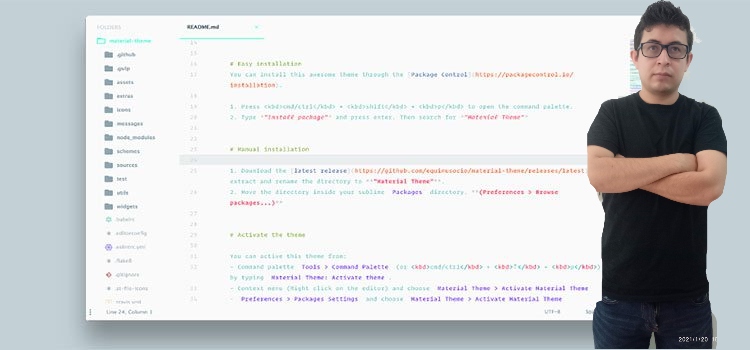 FOLDERS
material-theme
.github
.gulp
assets
extras
icons
messages
node_modules
schemes
sources
test
utils
widgets
.babelrc
.editorconfig
.eslintrc.yml
.flake8
.gitignore
.st-file-icons
Line 24, Column 1
README.md
14
15
16 # Easy installation
17 You can install this awesome theme through the [Package Control](https://packagecontrol.io/
installation).
18
19 1. Press <kbd>cmd/ctrl</kbd> + <kbd>shift</kbd> + <kbd>p</kbd> to open the command palette.
20 2. Type *"Install package"* and press enter. Then search for *"Material Theme"*
21
22
23 # Manual installation
24
25 1. Download the [latest release](https://github.com/equinusocio/material-theme/releases/latest
extract and rename the directory to **"Material Theme"**.
26 2. Move the directory inside your sublime `Packages` directory. **(Preferences > Browse
packages...)**
27
28
29 # Activate the theme
30
31 You can active this theme from:
32 - Command palette `Tools > Command Palette` (or <kbd>cmd/ctrl</kbd> + <kbd>⇧</kbd> + <kbd>p</kbd>)
by typing `Material Theme: Activate theme`.
33 - Context menu (Right click on the editor) and choose `Material Theme > Activate Material Theme
34 - `Preferences > Packages Settings` and choose `Material Theme > Activate Material Theme
UTF-8
2021/1/20